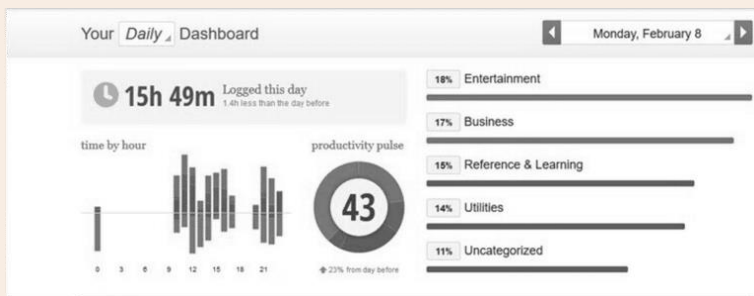 Your Daily Dashboard
Monday, February 8
15h 49m Logged this day
1.4h less than the day before
time by hour
productivity pulse
43
0 3 6 9 12 15 18 21
23% from day before
18% Entertainment
17% Business
15% Reference & Learning
14% Utilities
11% Uncategorized